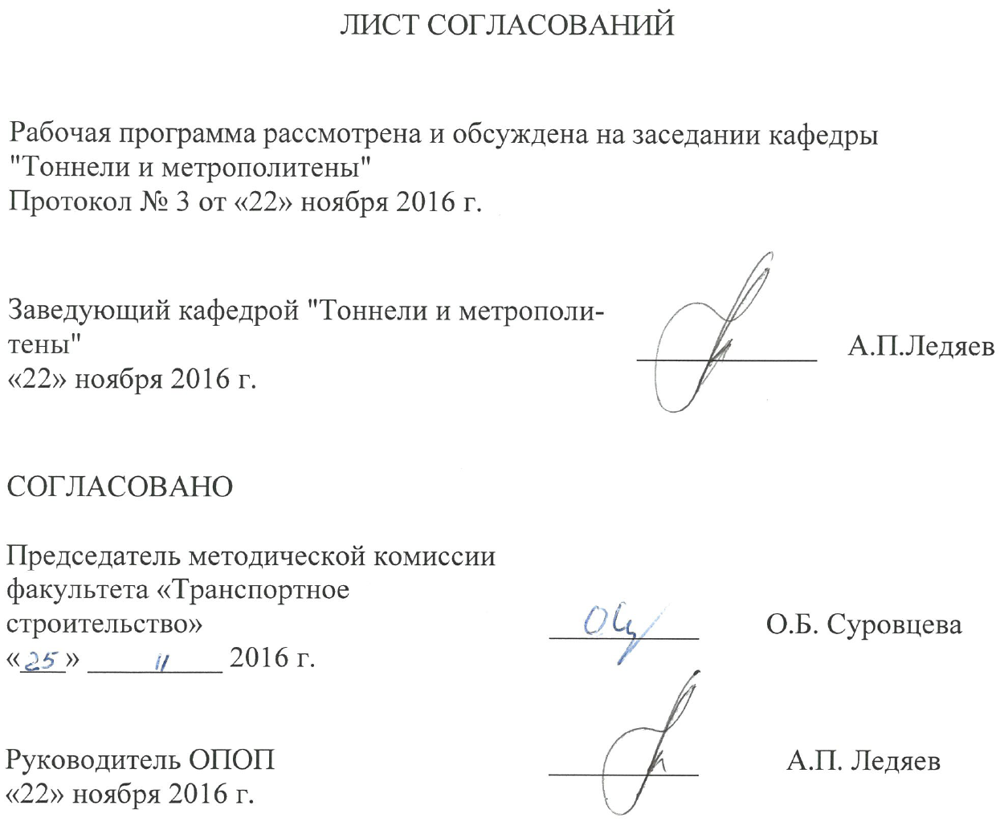 ЛИСТ СОГЛАСОВАНИЙ
Рабочая программа рассмотрена и обсуждена на заседании кафедры
"Тоннели и метрополитены"
Протокол № 3 от «22» ноября 2016 г.
Заведующий кафедрой "Тоннели и метрополи-
тены"
А.П.Ледяев
«22» ноября 2016 г.
СОГЛАСОВАНО
Председатель методической комиссии
факультета «Транспортное
строительство»
О.Б. Суровцева
«25» 11 2016 г.
Руководитель ОПОП
А.П. Ледяев
«22» ноября 2016 г.